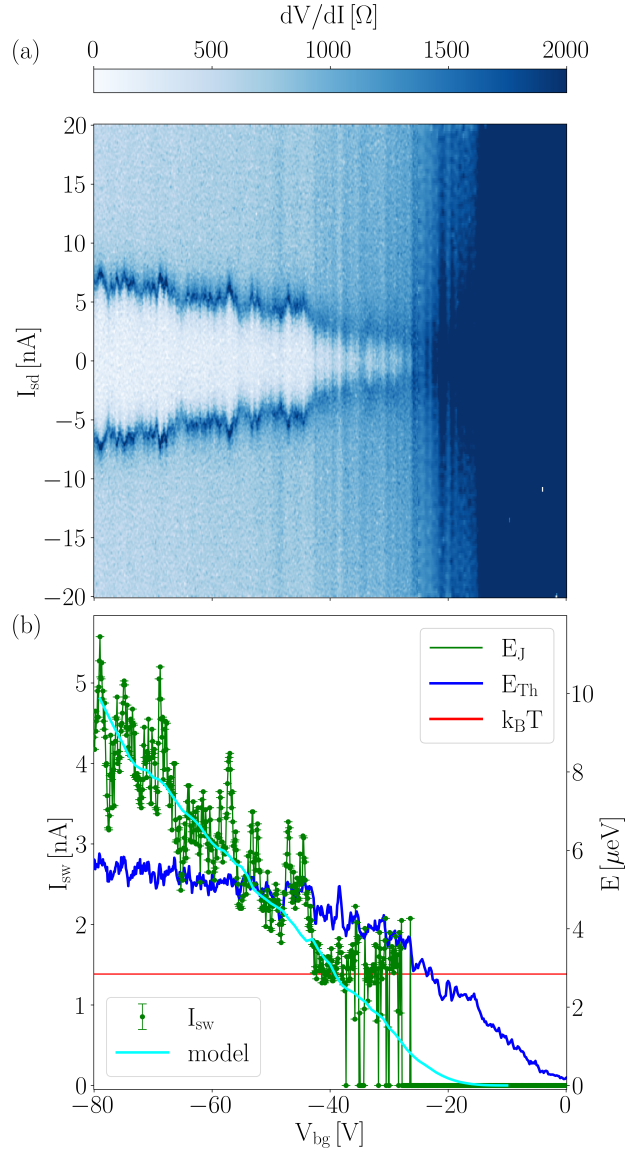 dV/dI [Ω]
(a)
0 500 1000 1500 2000
20
15
10
5
0
−5
−10
−15
−20
I_sd [nA]
(b)
E_J
E_Th
k_BT
5
4
3
2
1
0
I_sw [nA]
10
8
6
4
2
0
E [μeV]
I_sw
model
−80 −60 −40 −20 0
V_bg [V]